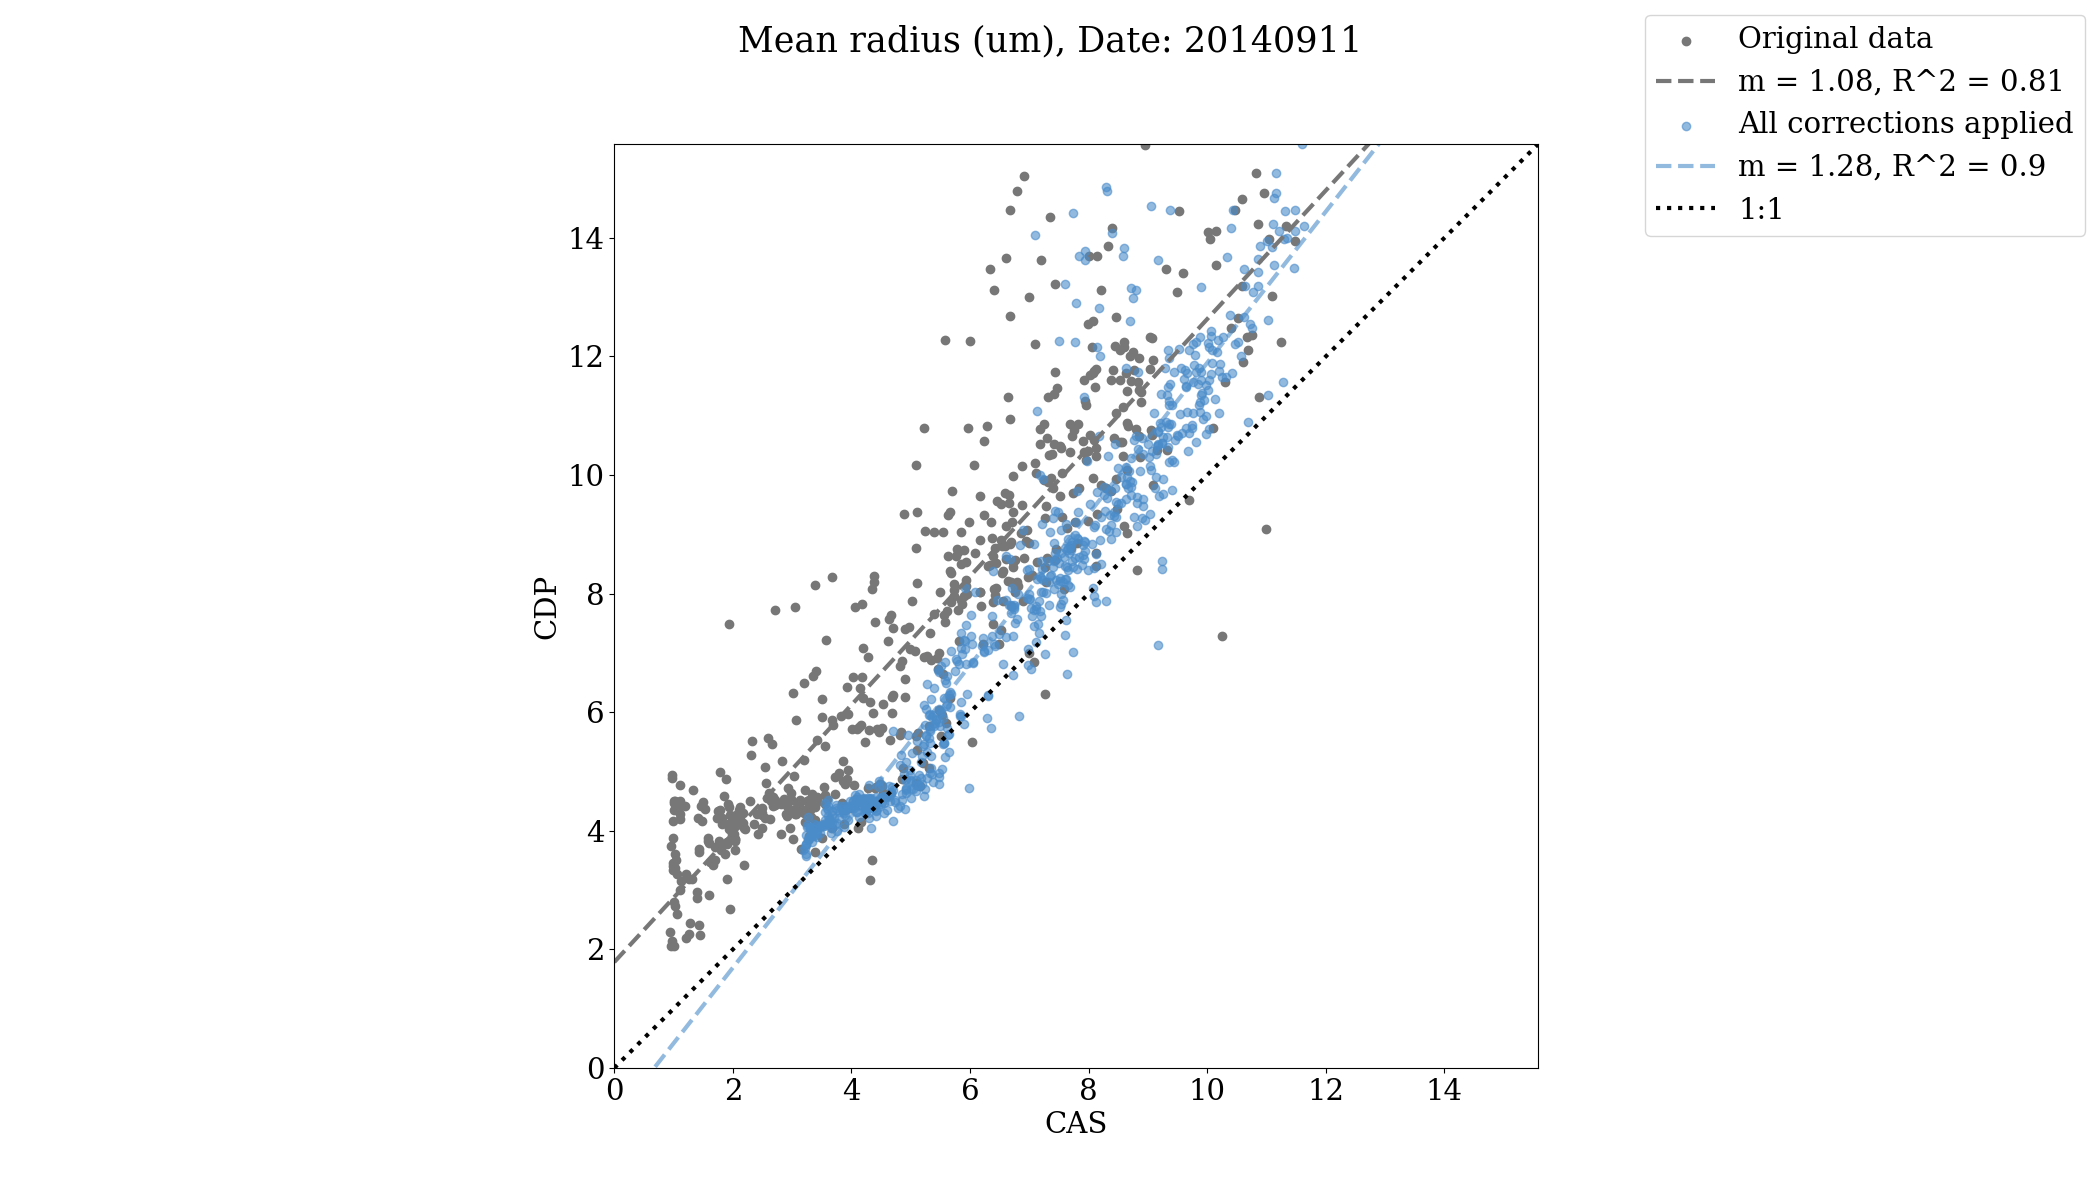 Mean radius (um), Date: 20140911
Original data
m = 1.08, R^2 = 0.81
All corrections applied
m = 1.28, R^2 = 0.9
1:1
14
12
10
8
6
4
2
0
CDP
0 2 4 6 8 10 12 14
CAS